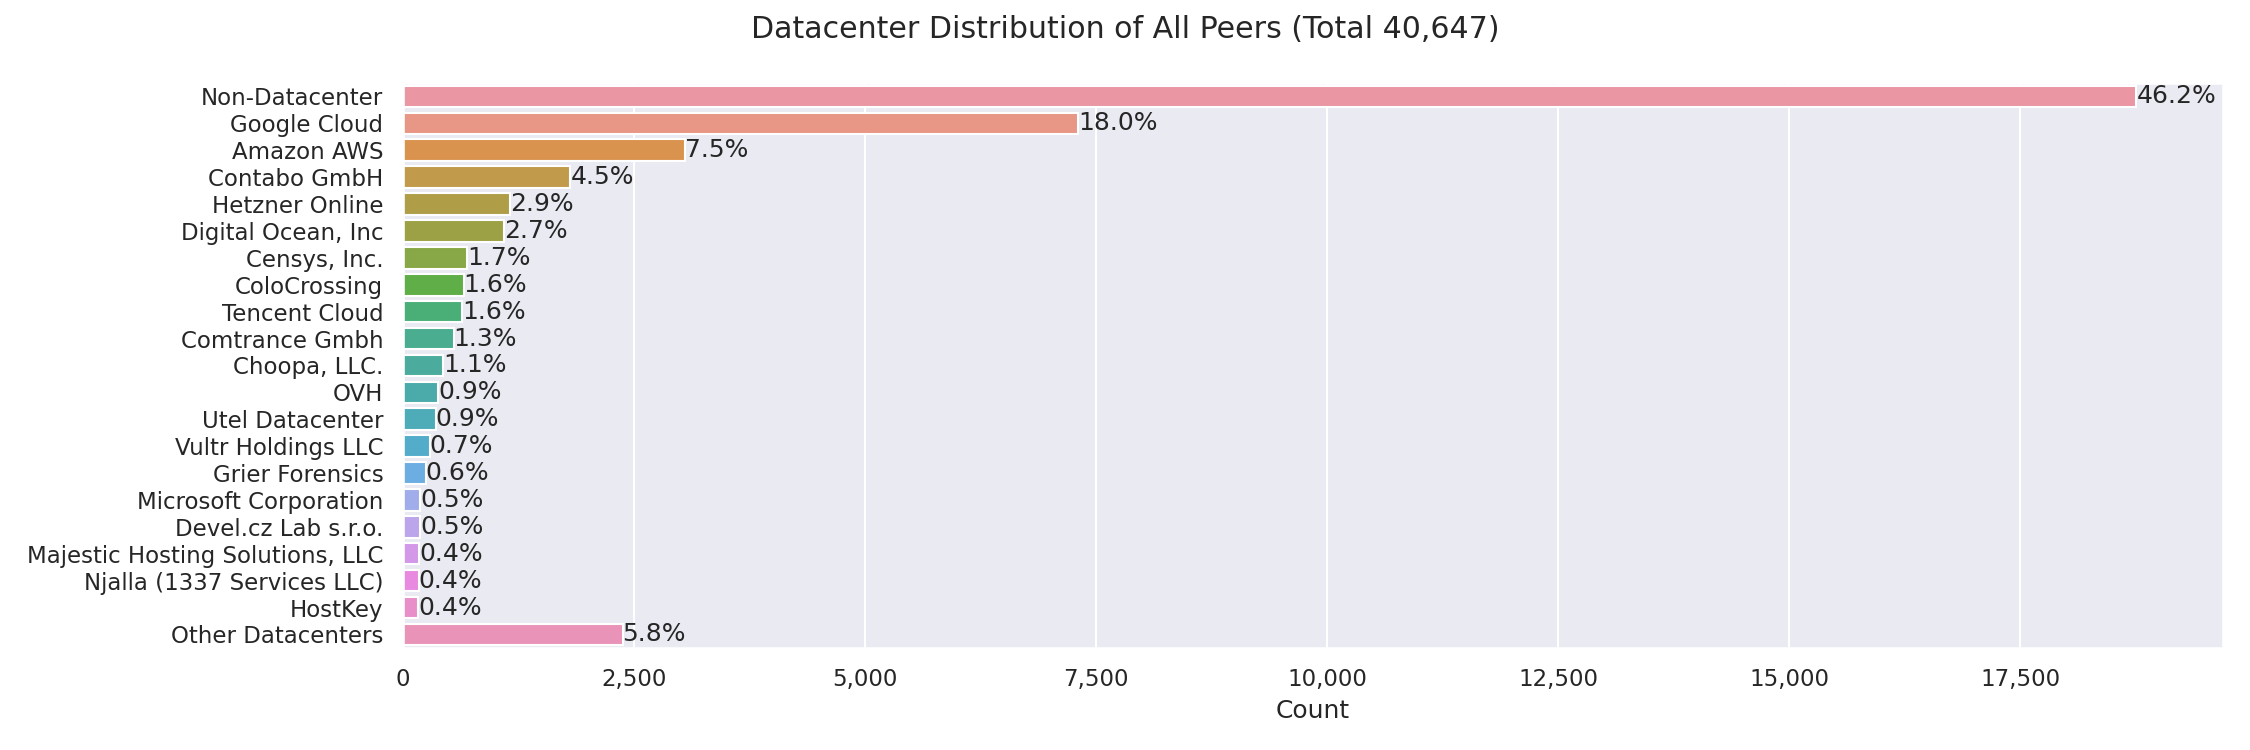 Datacenter Distribution of All Peers (Total 40,647)
Non-Datacenter 46.2%
Google Cloud 18.0%
Amazon AWS 7.5%
Contabo GmbH 4.5%
Hetzner Online 2.9%
Digital Ocean, Inc 2.7%
Censys, Inc. 1.7%
ColoCrossing 1.6%
Tencent Cloud 1.6%
Comtrance Gmbh 1.3%
Choopa, LLC. 1.1%
OVH 0.9%
Utel Datacenter 0.9%
Vultr Holdings LLC 0.7%
Grier Forensics 0.6%
Microsoft Corporation 0.5%
Devel.cz Lab s.r.o. 0.5%
Majestic Hosting Solutions, LLC 0.4%
Njalla (1337 Services LLC) 0.4%
HostKey 0.4%
Other Datacenters 5.8%
0 2,500 5,000 7,500 10,000 12,500 15,000 17,500
Count